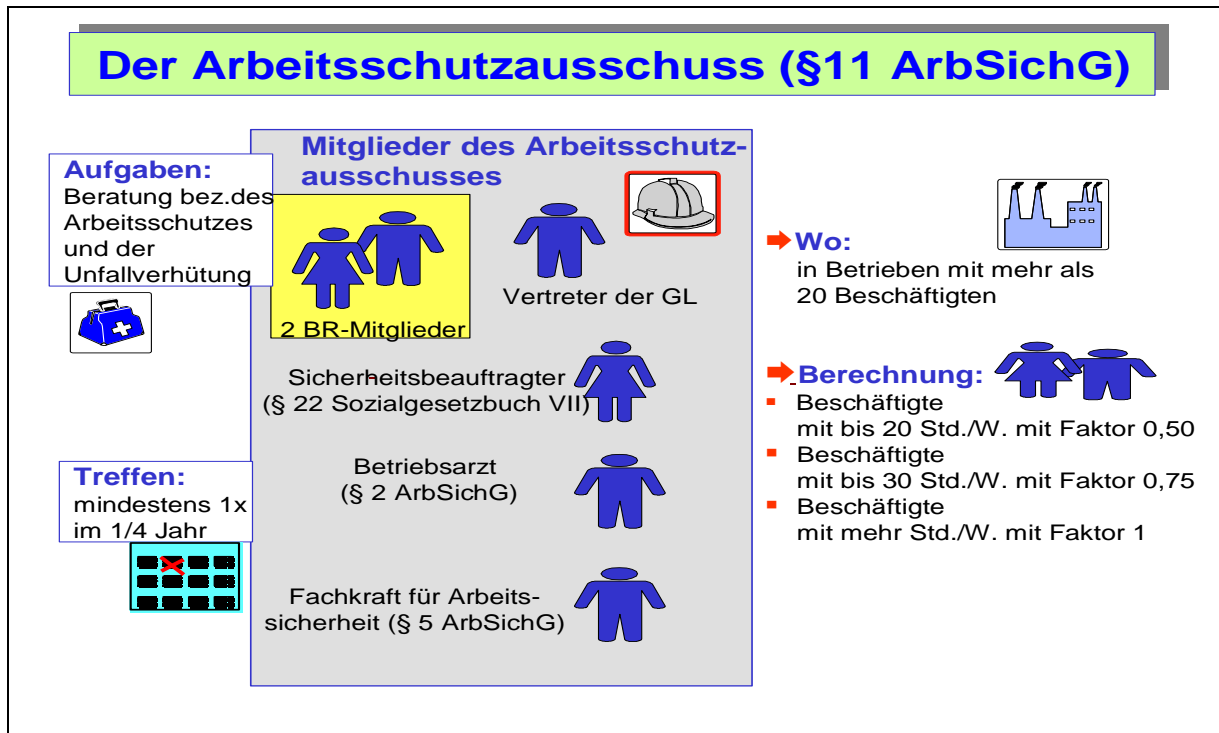 Der Arbeitsschutzausschuss (§11 ArbSichG)
Aufgaben:
Beratung bez.des
Arbeitsschutzes
und der
Unfallverhütung
Treffen:
mindestens 1x
im 1/4 Jahr
Mitglieder des Arbeitsschutz-
ausschusses
2 BR-Mitglieder
Vertreter der GL
Sicherheitsbeauftragter
(§ 22 Sozialgesetzbuch VII)
Betriebsarzt
(§ 2 ArbSichG)
Fachkraft für Arbeits-
sicherheit (§ 5 ArbSichG)
Wo:
in Betrieben mit mehr als
20 Beschäftigten
Berechnung:
Beschäftigte
mit bis 20 Std./W. mit Faktor 0,50
Beschäftigte
mit bis 30 Std./W. mit Faktor 0,75
Beschäftigte
mit mehr Std./W. mit Faktor 1